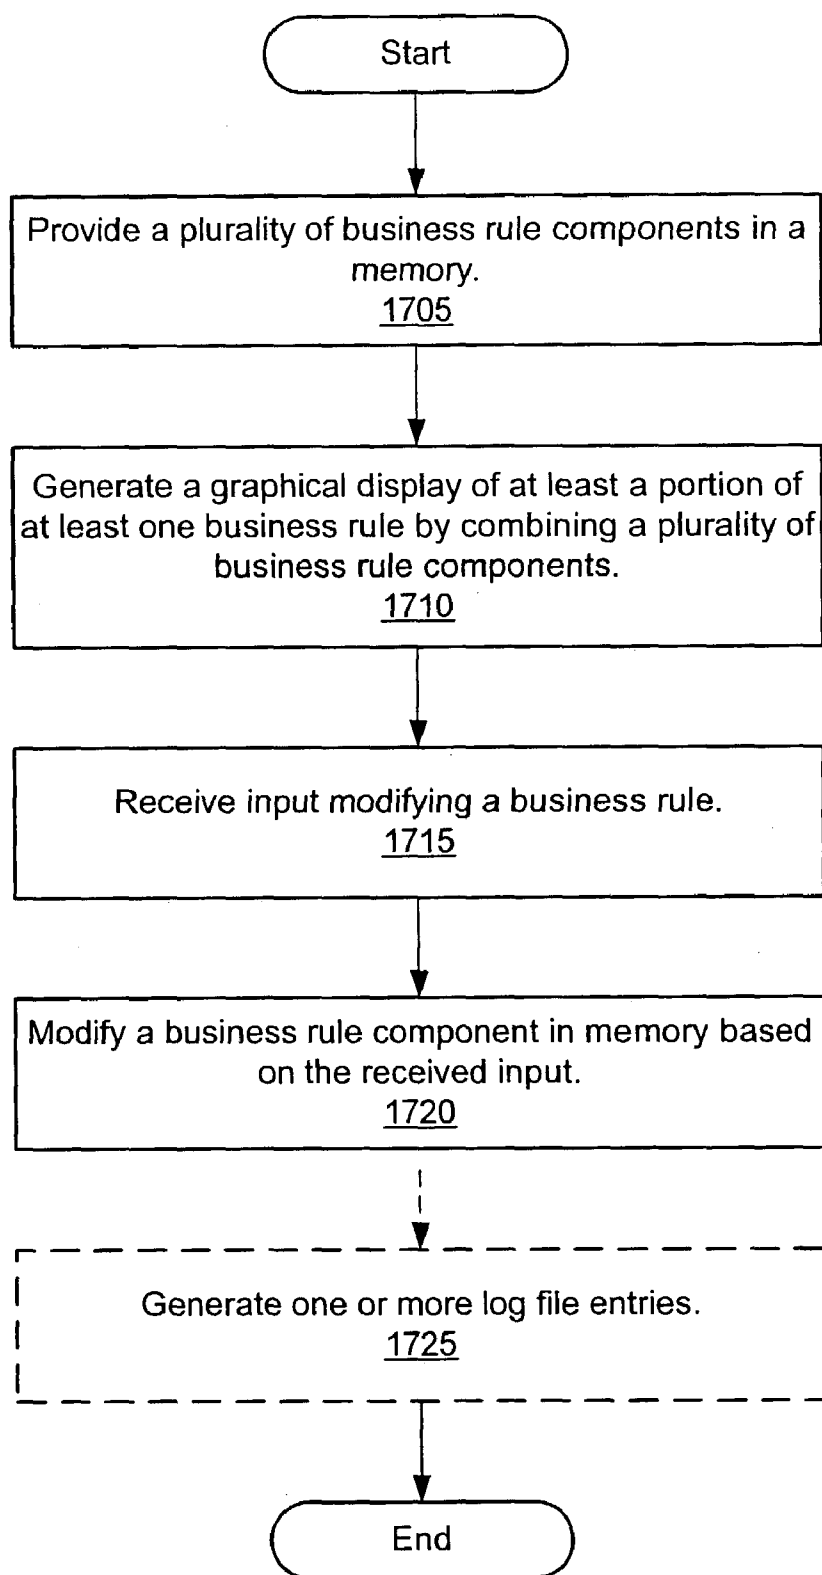 Start
Provide a plurality of business rule components in a
memory.
1705
Generate a graphical display of at least a portion of
at least one business rule by combining a plurality of
business rule components.
1710
Receive input modifying a business rule.
1715
Modify a business rule component in memory based
on the received input.
1720
Generate one or more log file entries.
1725
End